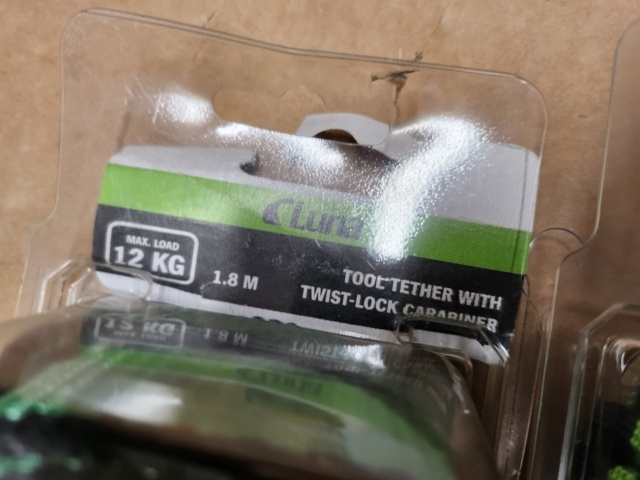 Luna
MAX. LOAD
12 KG
1.8 M
TOOL TETHER WITH
TWIST-LOCK CARABINER